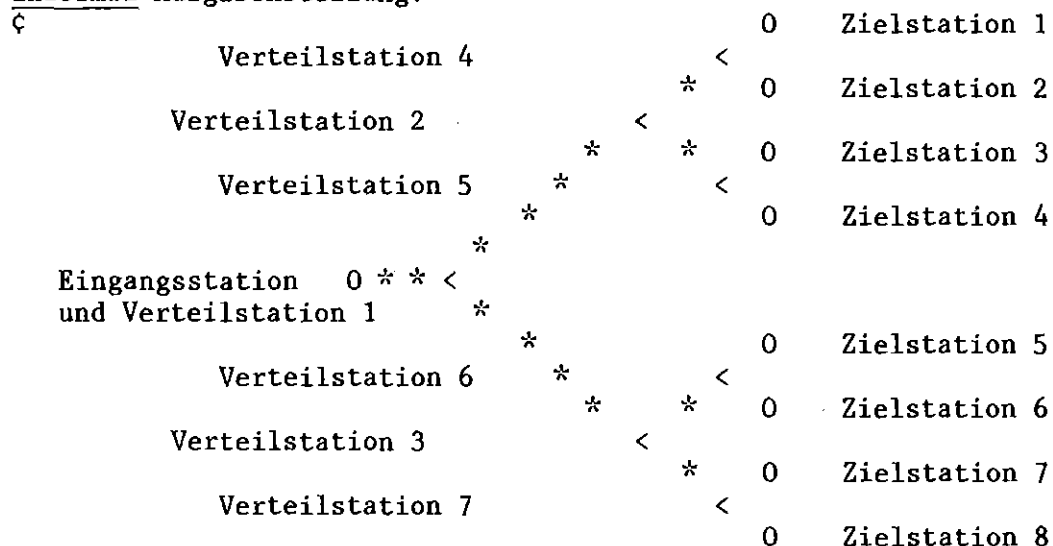 ¢
0 Zielstation 1
Verteilstation 4 <
* 0 Zielstation 2
Verteilstation 2 <
* * 0 Zielstation 3
Verteilstation 5 * <
* 0 Zielstation 4
*
Eingangsstation 0 * * <
und Verteilstation 1 *
* 0 Zielstation 5
Verteilstation 6 * <
* * 0 Zielstation 6
Verteilstation 3 <
* 0 Zielstation 7
Verteilstation 7 <
0 Zielstation 8